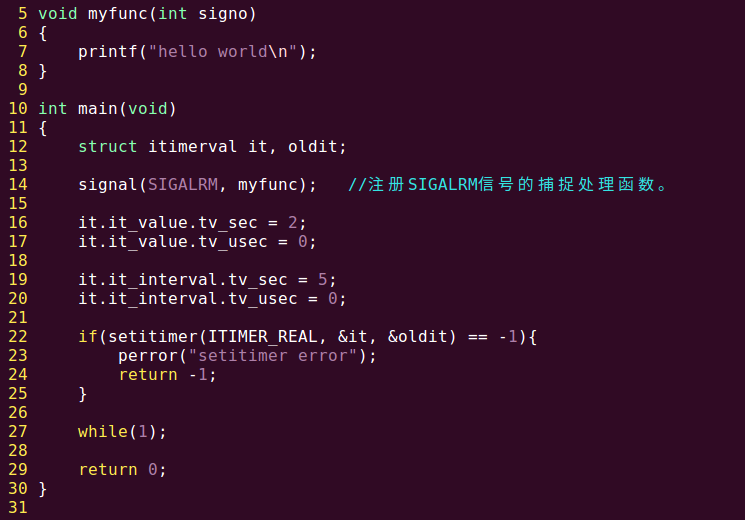 5 void myfunc(int signo)
6 {
7     printf("hello world\n");
8 }
9
10 int main(void)
11 {
12     struct itimerval it, oldit;
13
14     signal(SIGALRM, myfunc);   //注册SIGALRM信号的捕捉处理函数。
15
16     it.it_value.tv_sec = 2;
17     it.it_value.tv_usec = 0;
18
19     it.it_interval.tv_sec = 5;
20     it.it_interval.tv_usec = 0;
21
22     if(setitimer(ITIMER_REAL, &it, &oldit) == -1){
23         perror("setitimer error");
24         return -1;
25     }
26
27     while(1);
28
29     return 0;
30 }
31